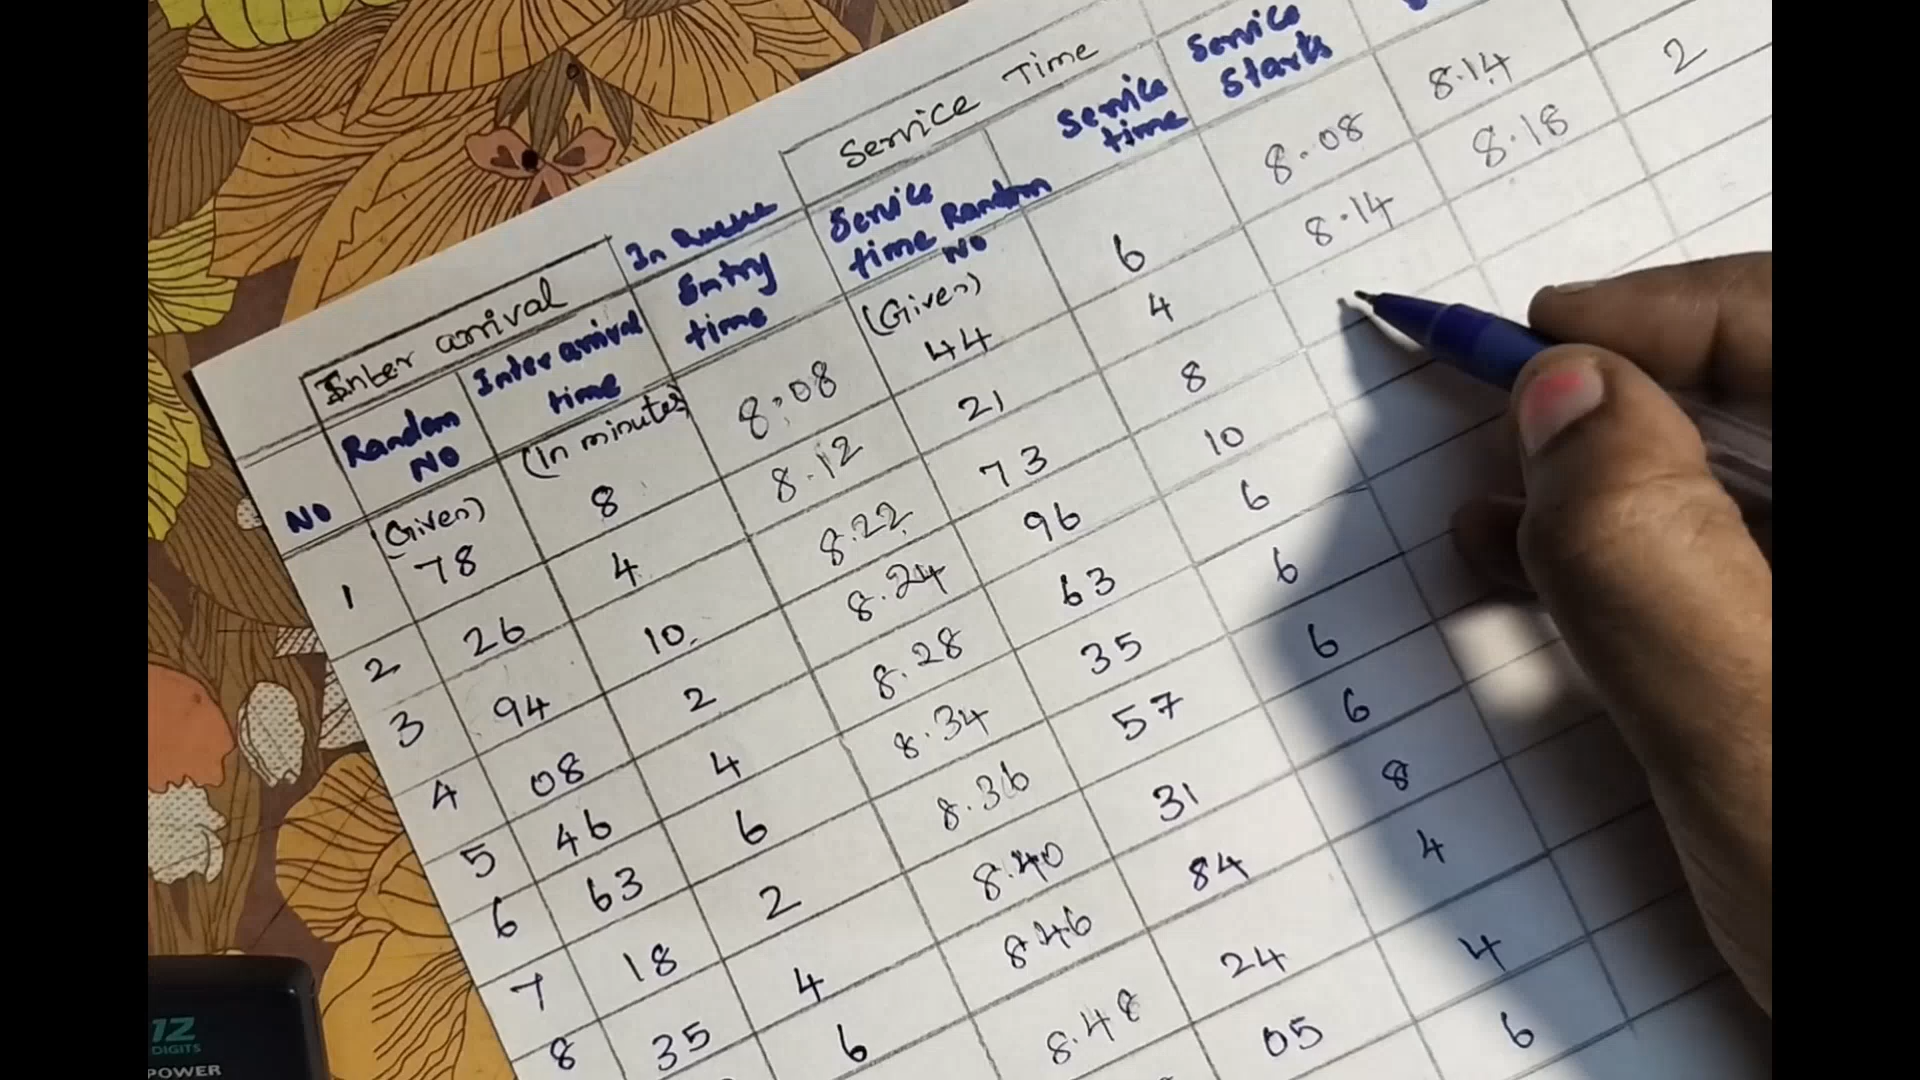 Service Time
Inter arrival
In Queue
NO
Random NO
Inter arrival time
Entry time
Service time Random NO
Service time
Service Starts
(Given)
(In minutes)
(Given)
1 78 8 8:08 44 6 8.08 8.14
2 26 4 8.12 21 4 8.14 8.18 2
3 94 10 8.22 73 8
4 08 2 8.24 96 10
5 46 4 8.28 63 6
6 63 6 8.34 35 6
7 18 2 8.36 57 6
8 35 4 8.40 31 6
6 8.46 84 8
8.48 24 4
05 4
6
12
DIGITS
POWER